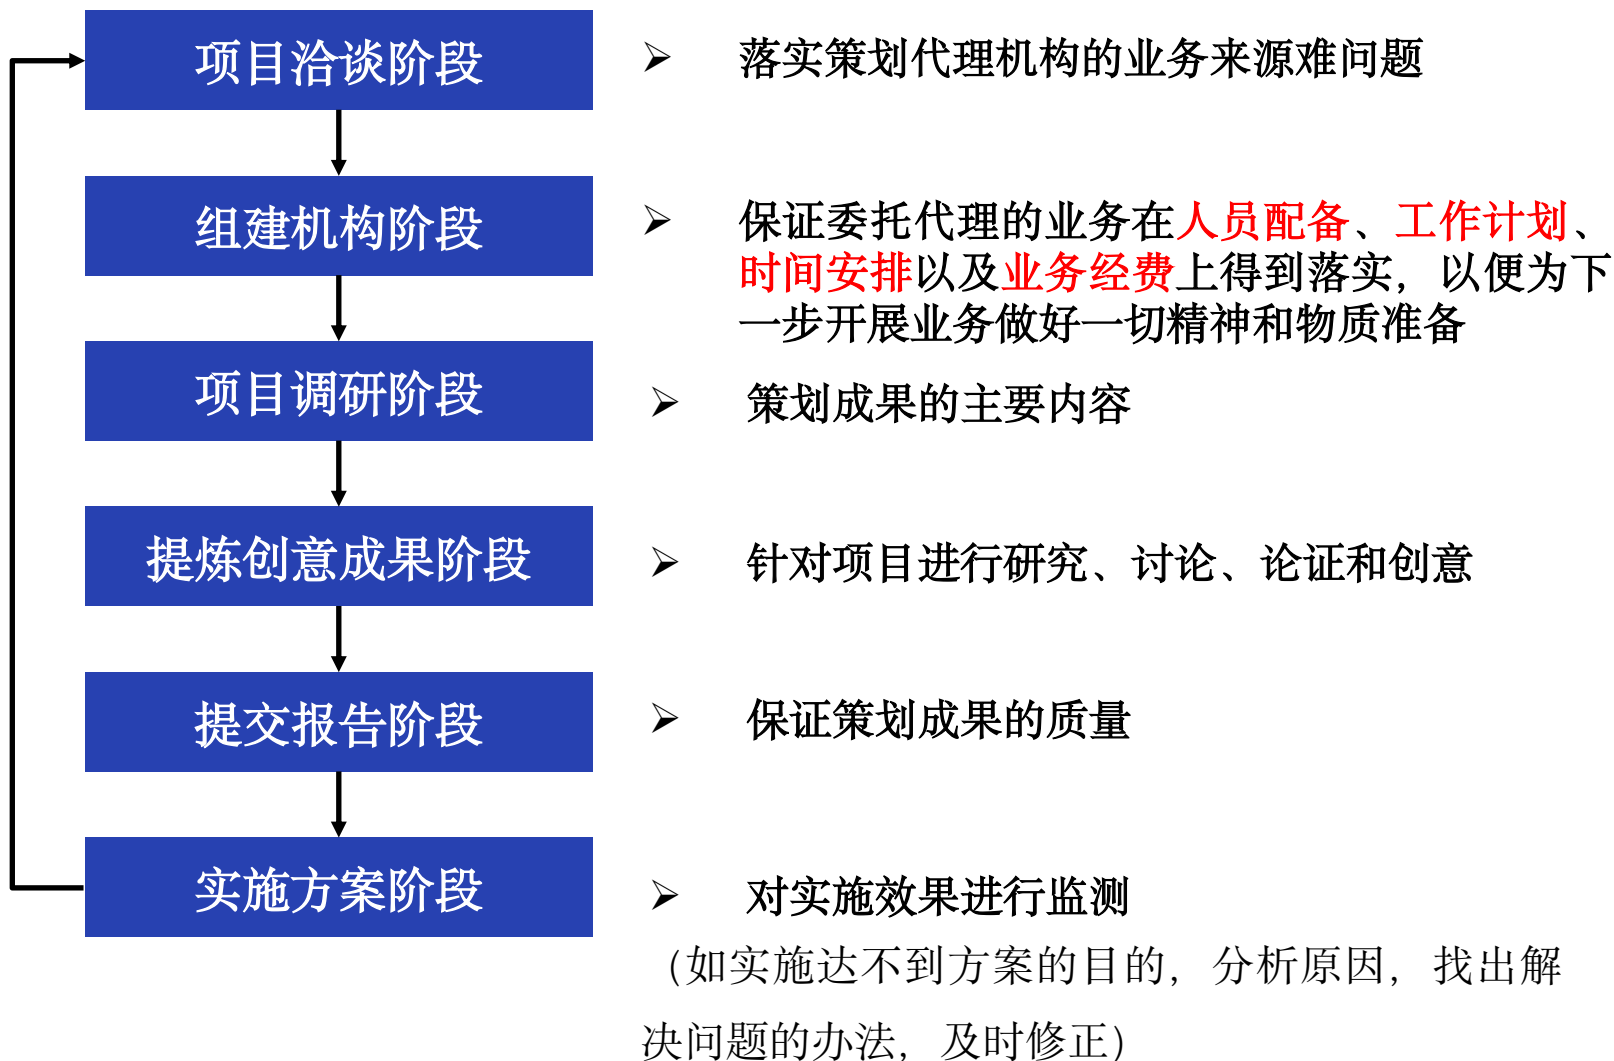 项目洽谈阶段
➢ 落实策划代理机构的业务来源难问题
组建机构阶段
➢ 保证委托代理的业务在人员配备、工作计划、
时间安排以及业务经费上得到落实，以便为下
一步开展业务做好一切精神和物质准备
项目调研阶段
➢ 策划成果的主要内容
提炼创意成果阶段
➢ 针对项目进行研究、讨论、论证和创意
提交报告阶段
➢ 保证策划成果的质量
实施方案阶段
➢ 对实施效果进行监测
（如实施达不到方案的目的，分析原因，找出解
决问题的办法，及时修正）